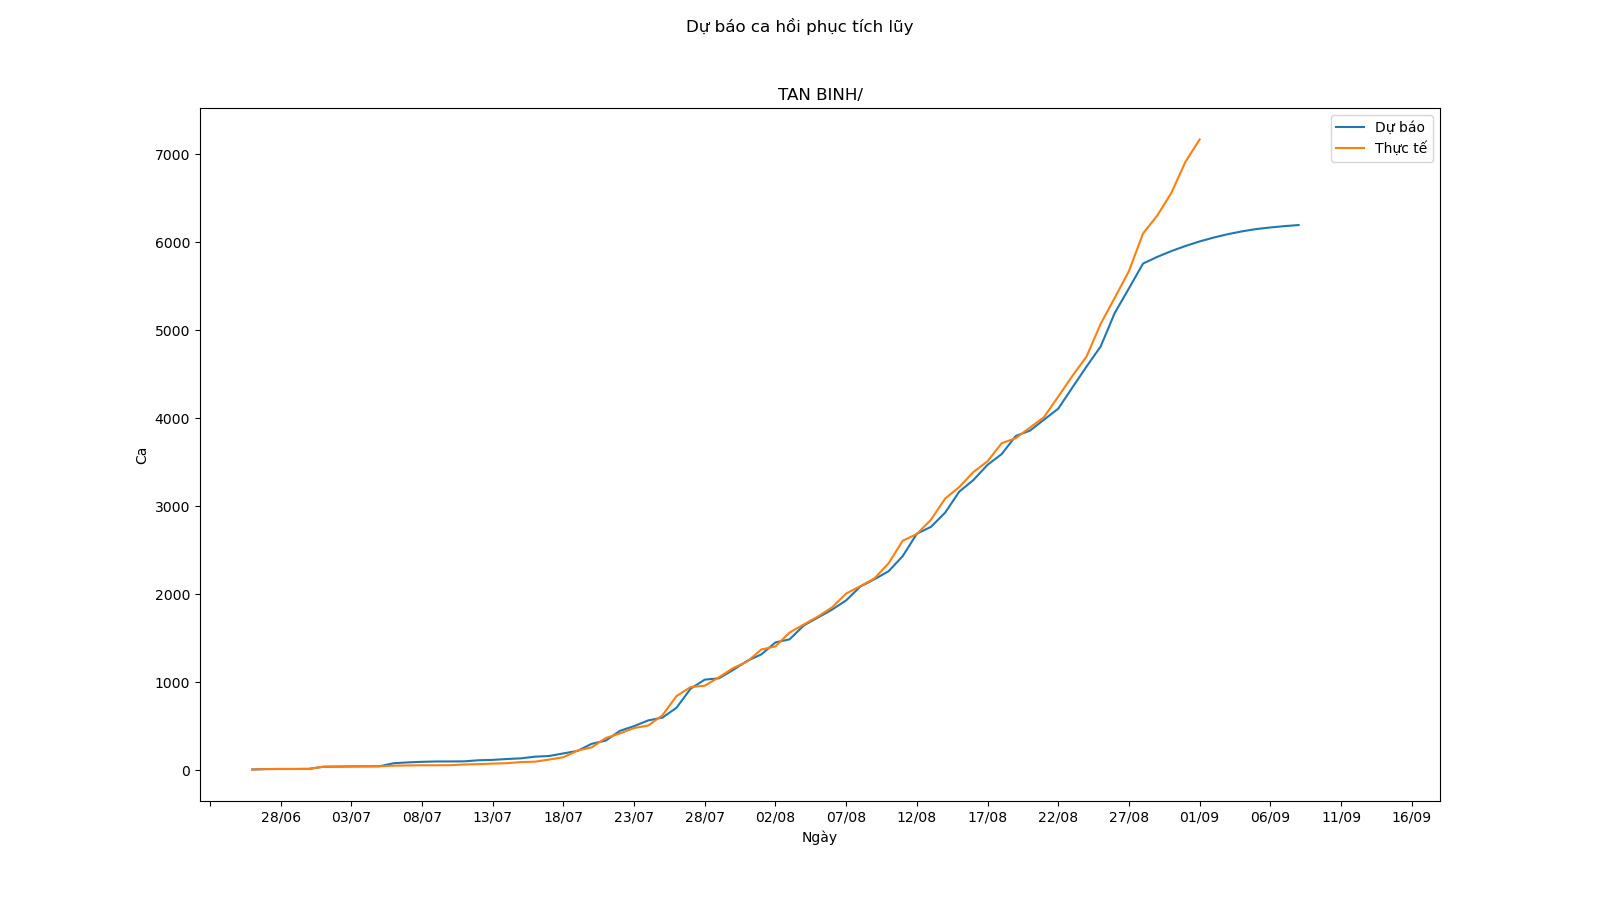 Dự báo ca hồi phục tích lũy
TAN BINH/
Dự báo
Thực tế
7000
6000
5000
4000
3000
2000
1000
0
Ca
28/06 03/07 08/07 13/07 18/07 23/07 28/07 02/08 07/08 12/08 17/08 22/08 27/08 01/09 06/09 11/09 16/09
Ngày